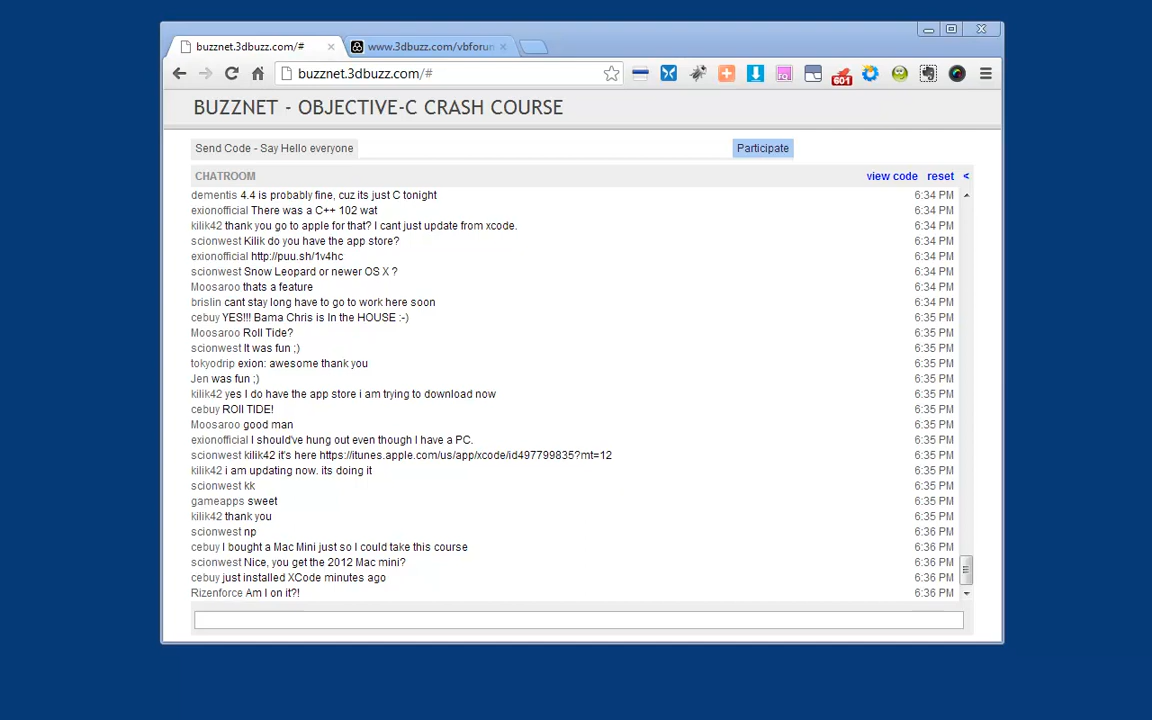 buzznet.3dbuzz.com/#
www.3dbuzz.com/vbforun
buzznet.3dbuzz.com/#
601
BUZZNET - OBJECTIVE-C CRASH COURSE
Send Code - Say Hello everyone
Participate
CHATROOM view code reset <
dementis 4.4 is probably fine, cuz its just C tonight 6:34 PM
exionofficial There was a C++ 102 wat 6:34 PM
kilik42 thank you go to apple for that? I cant just update from xcode. 6:34 PM
scionwest Kilik do you have the app store? 6:34 PM
exionofficial http://puu.sh/1v4hc 6:34 PM
scionwest Snow Leopard or newer OS X ? 6:34 PM
Moosaroo thats a feature 6:34 PM
brislin cant stay long have to go to work here soon 6:34 PM
cebuy YES!!! Bama Chris is In the HOUSE :-) 6:35 PM
Moosaroo Roll Tide? 6:35 PM
scionwest It was fun ;) 6:35 PM
tokyodrip exion: awesome thank you 6:35 PM
Jen was fun ;) 6:35 PM
kilik42 yes I do have the app store i am trying to download now 6:35 PM
cebuy ROll TIDE! 6:35 PM
Moosaroo good man 6:35 PM
exionofficial I should've hung out even though I have a PC. 6:35 PM
scionwest kilik42 it's here https://itunes.apple.com/us/app/xcode/id497799835?mt=12 6:35 PM
kilik42 i am updating now. its doing it 6:35 PM
scionwest kk 6:35 PM
gameapps sweet 6:35 PM
kilik42 thank you 6:35 PM
scionwest np 6:36 PM
cebuy I bought a Mac Mini just so I could take this course 6:36 PM
scionwest Nice, you get the 2012 Mac mini? 6:36 PM
cebuy just installed XCode minutes ago 6:36 PM
Rizenforce Am I on it?! 6:36 PM